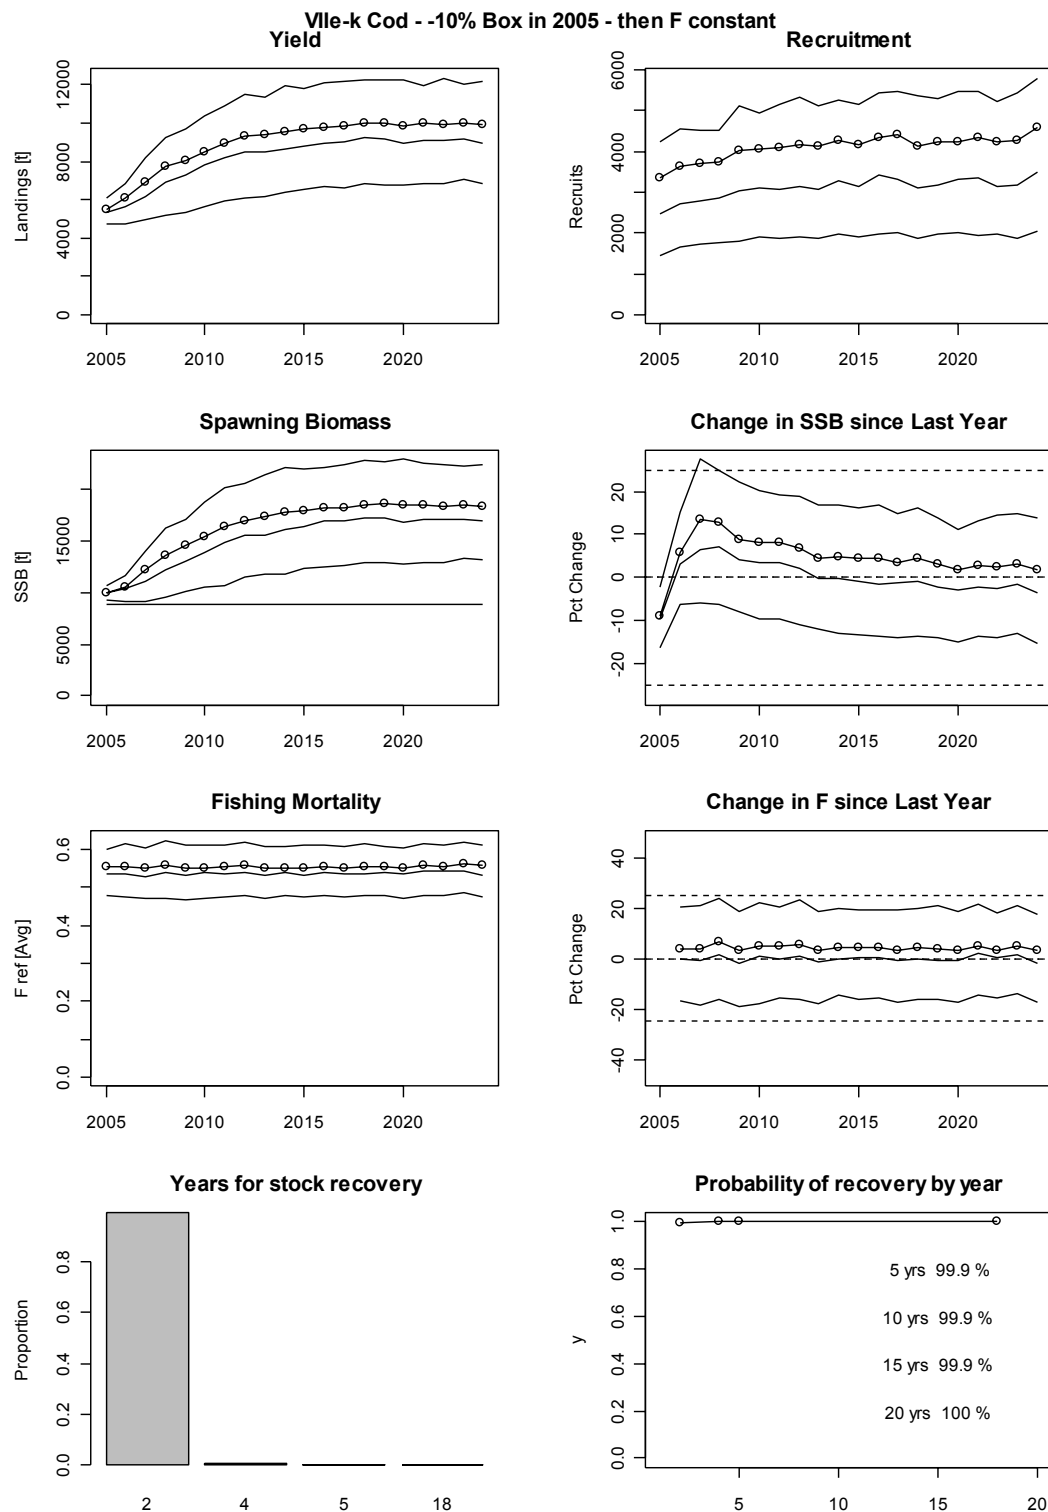 VIIe-k Cod - -10% Box in 2005 - then F constant
Yield
Landings [t]
0 4000 8000 12000
2005 2010 2015 2020
Recruitment
Recruits
0 2000 4000 6000
2005 2010 2015 2020
Spawning Biomass
SSB [t]
0 5000 15000
2005 2010 2015 2020
Change in SSB since Last Year
Pct Change
-20 -10 0 10 20
2005 2010 2015 2020
Fishing Mortality
F ref [Avg]
0.0 0.2 0.4 0.6
2005 2010 2015 2020
Change in F since Last Year
Pct Change
-40 -20 0 20 40
2005 2010 2015 2020
Years for stock recovery
Proportion
0.0 0.2 0.4 0.6 0.8
2 4 5 18
Probability of recovery by year
y
0.0 0.2 0.4 0.6 0.8 1.0
5 yrs 99.9 %
10 yrs 99.9 %
15 yrs 99.9 %
20 yrs 100 %
5 10 15 20